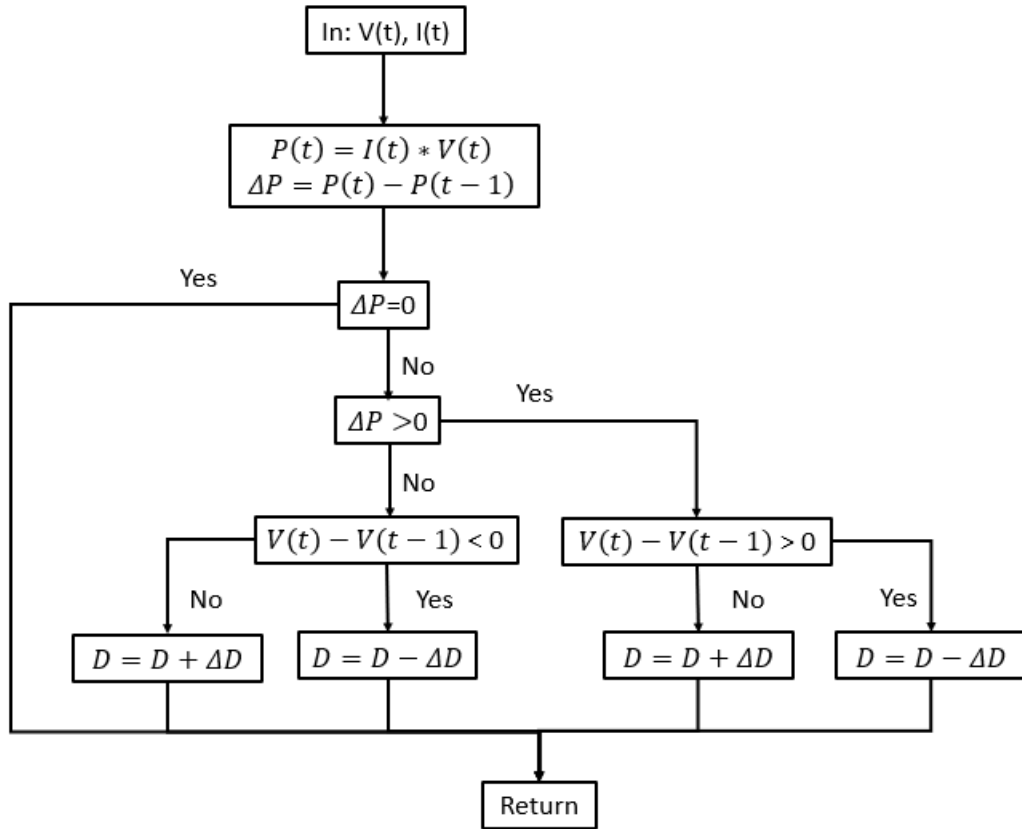 In: V(t), I(t)
P(t) = I(t) * V(t)
ΔP = P(t) − P(t − 1)
Yes
ΔP=0
No
Yes
ΔP >0
No
V(t) − V(t − 1) < 0
V(t) − V(t − 1) > 0
No
Yes
No
Yes
D = D + ΔD
D = D − ΔD
D = D + ΔD
D = D − ΔD
Return